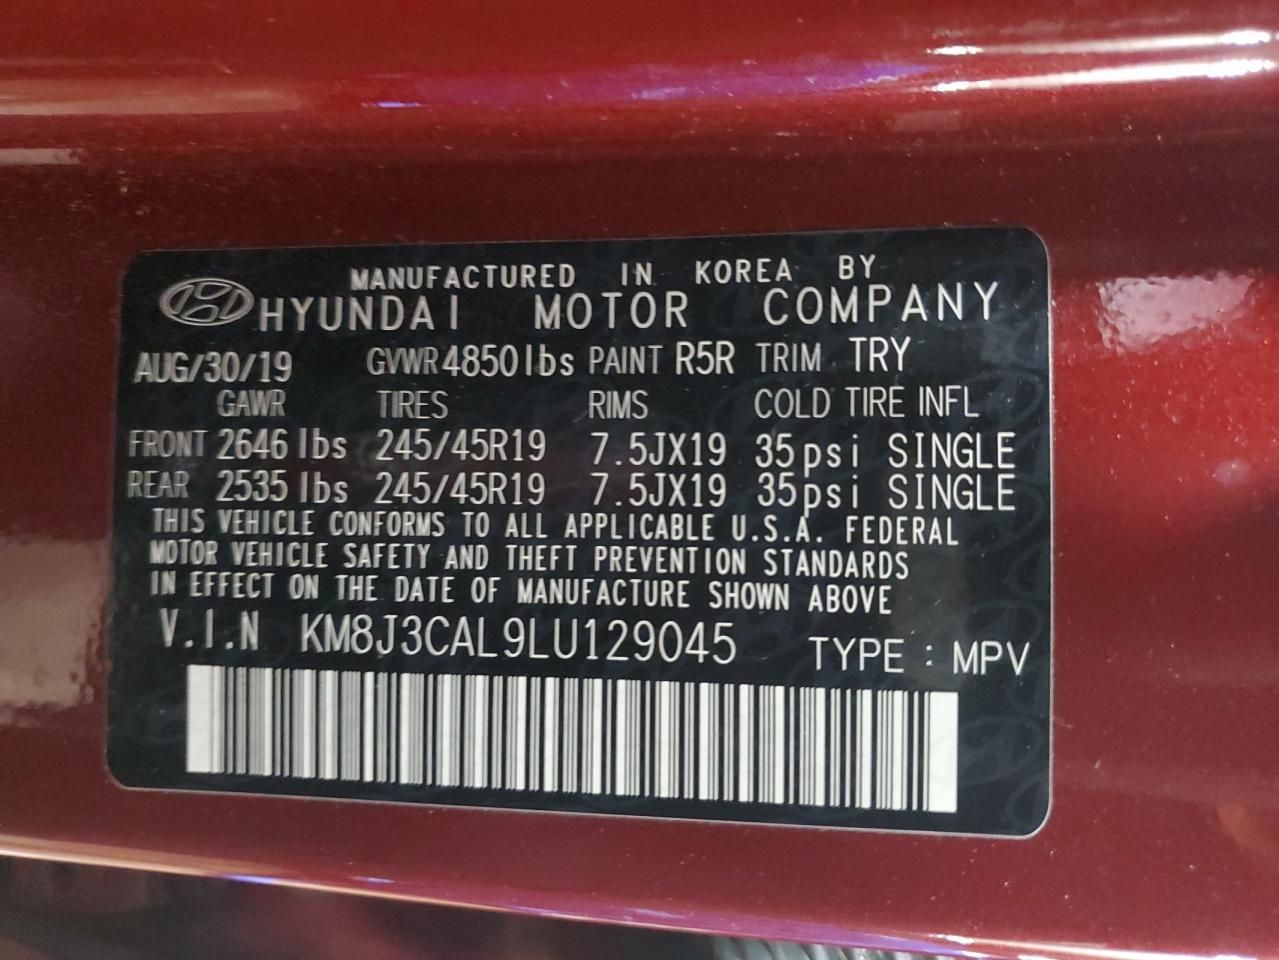 MANUFACTURED IN KOREA BY
HYUNDAI MOTOR COMPANY
AUG/30/19 GVWR 4850 lbs PAINT R5R TRIM TRY
GAWR TIRES RIMS COLD TIRE INFL
FRONT 2646 lbs 245/45R19 7.5JX19 35psi SINGLE
REAR 2535 lbs 245/45R19 7.5JX19 35psi SINGLE
THIS VEHICLE CONFORMS TO ALL APPLICABLE U.S.A. FEDERAL
MOTOR VEHICLE SAFETY AND THEFT PREVENTION STANDARDS
IN EFFECT ON THE DATE OF MANUFACTURE SHOWN ABOVE
V.I.N KM8J3CAL9LU129045 TYPE : MPV